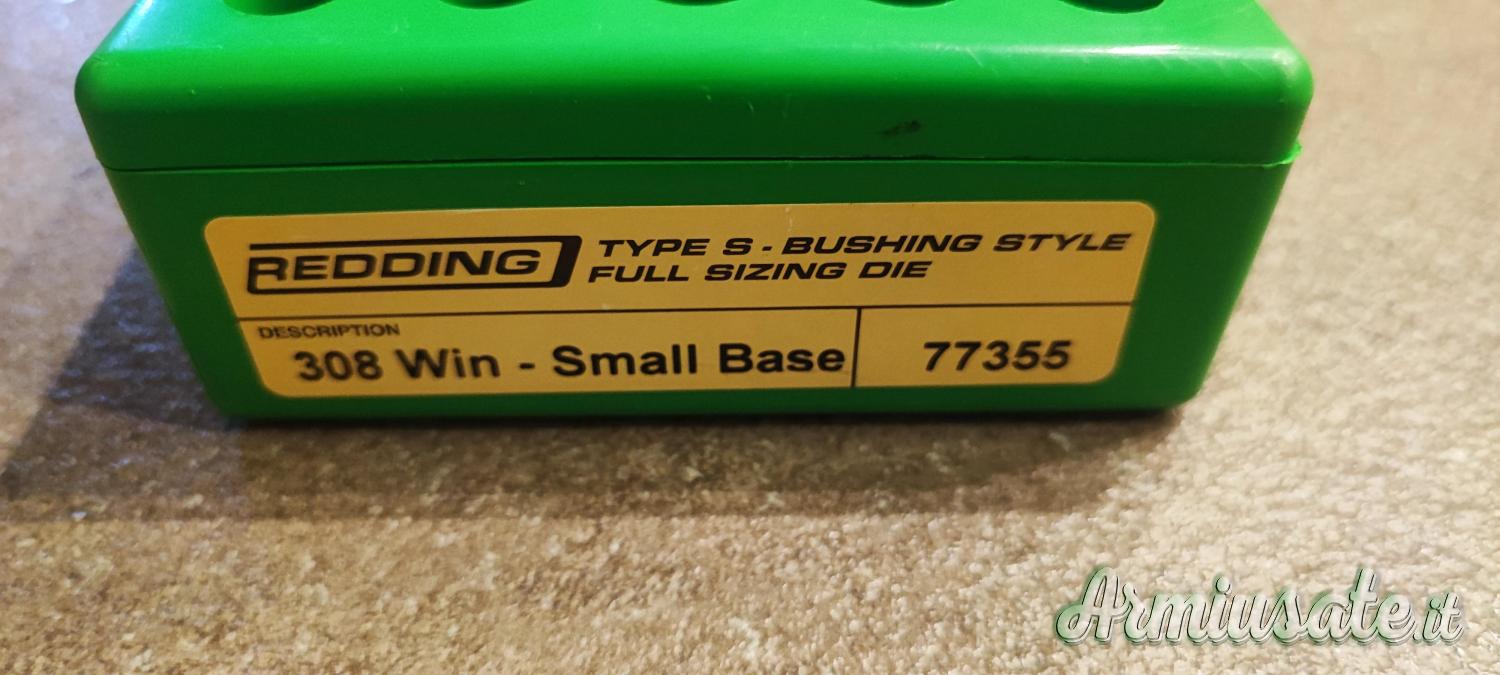 REDDING
TYPE S - BUSHING STYLE
FULL SIZING DIE
DESCRIPTION
308 Win - Small Base
77355
Armiusate.it